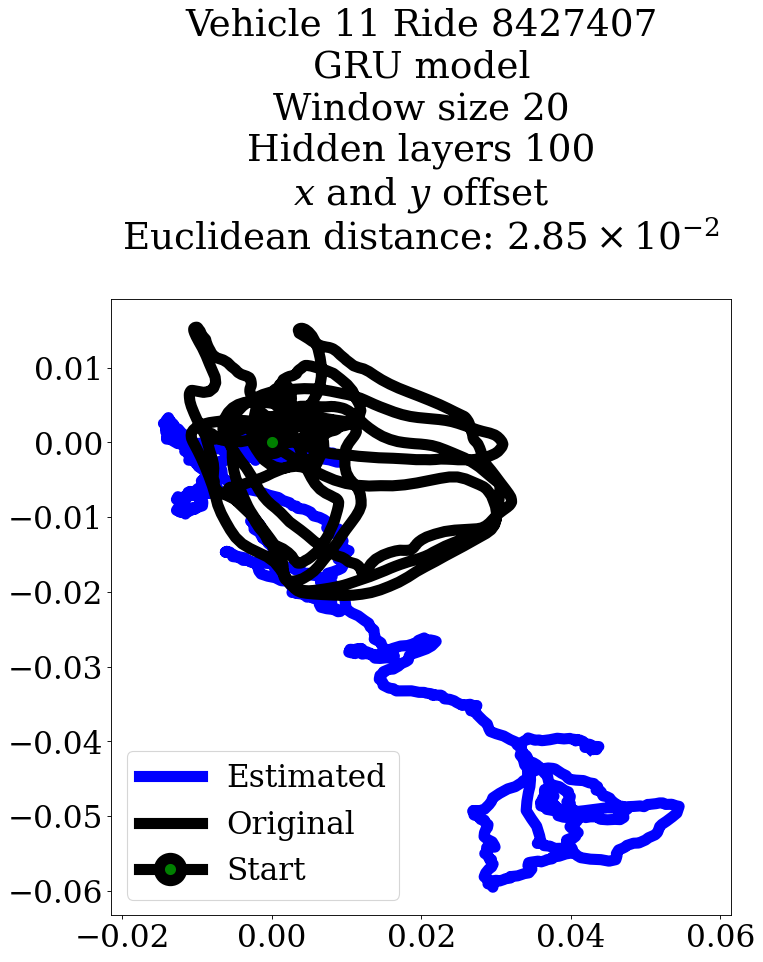 Vehicle 11 Ride 8427407
GRU model
Window size 20
Hidden layers 100
x and y offset
Euclidean distance: 2.85 × 10⁻²
0.01
0.00
−0.01
−0.02
−0.03
−0.04
−0.05
−0.06
Estimated
Original
Start
−0.02 0.00 0.02 0.04 0.06